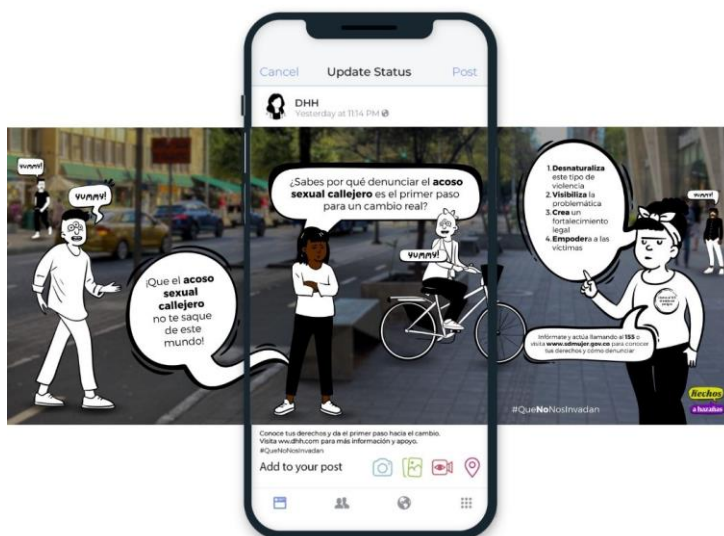 Cancel
Update Status
Post
DHH
Yesterday at 11:14 PM
YUMMY!
YUMMY!
¡Que el acoso
sexual
callejero
no te saque
de este
mundo!
¿Sabes por qué denunciar el acoso
sexual callejero es el primer paso
para un cambio real?
YUMMY!
1. Desnaturaliza
este tipo de
violencia
2. Visibiliza la
problemática
3. Crea un
fortalecimiento
legal
4. Empodera a las
víctimas
YUMMY!
Infórmate y actúa llamando al 155 o
visita www.sdmujer.gov.co para conocer
tus derechos y cómo denunciar
#QueNoNosInvadan
Hechos
a hazañas
Conoce tus derechos y da el primer paso hacia el cambio.
Visita ww.dhh.com para más información y apoyo.
#QueNoNosInvadan
Add to your post